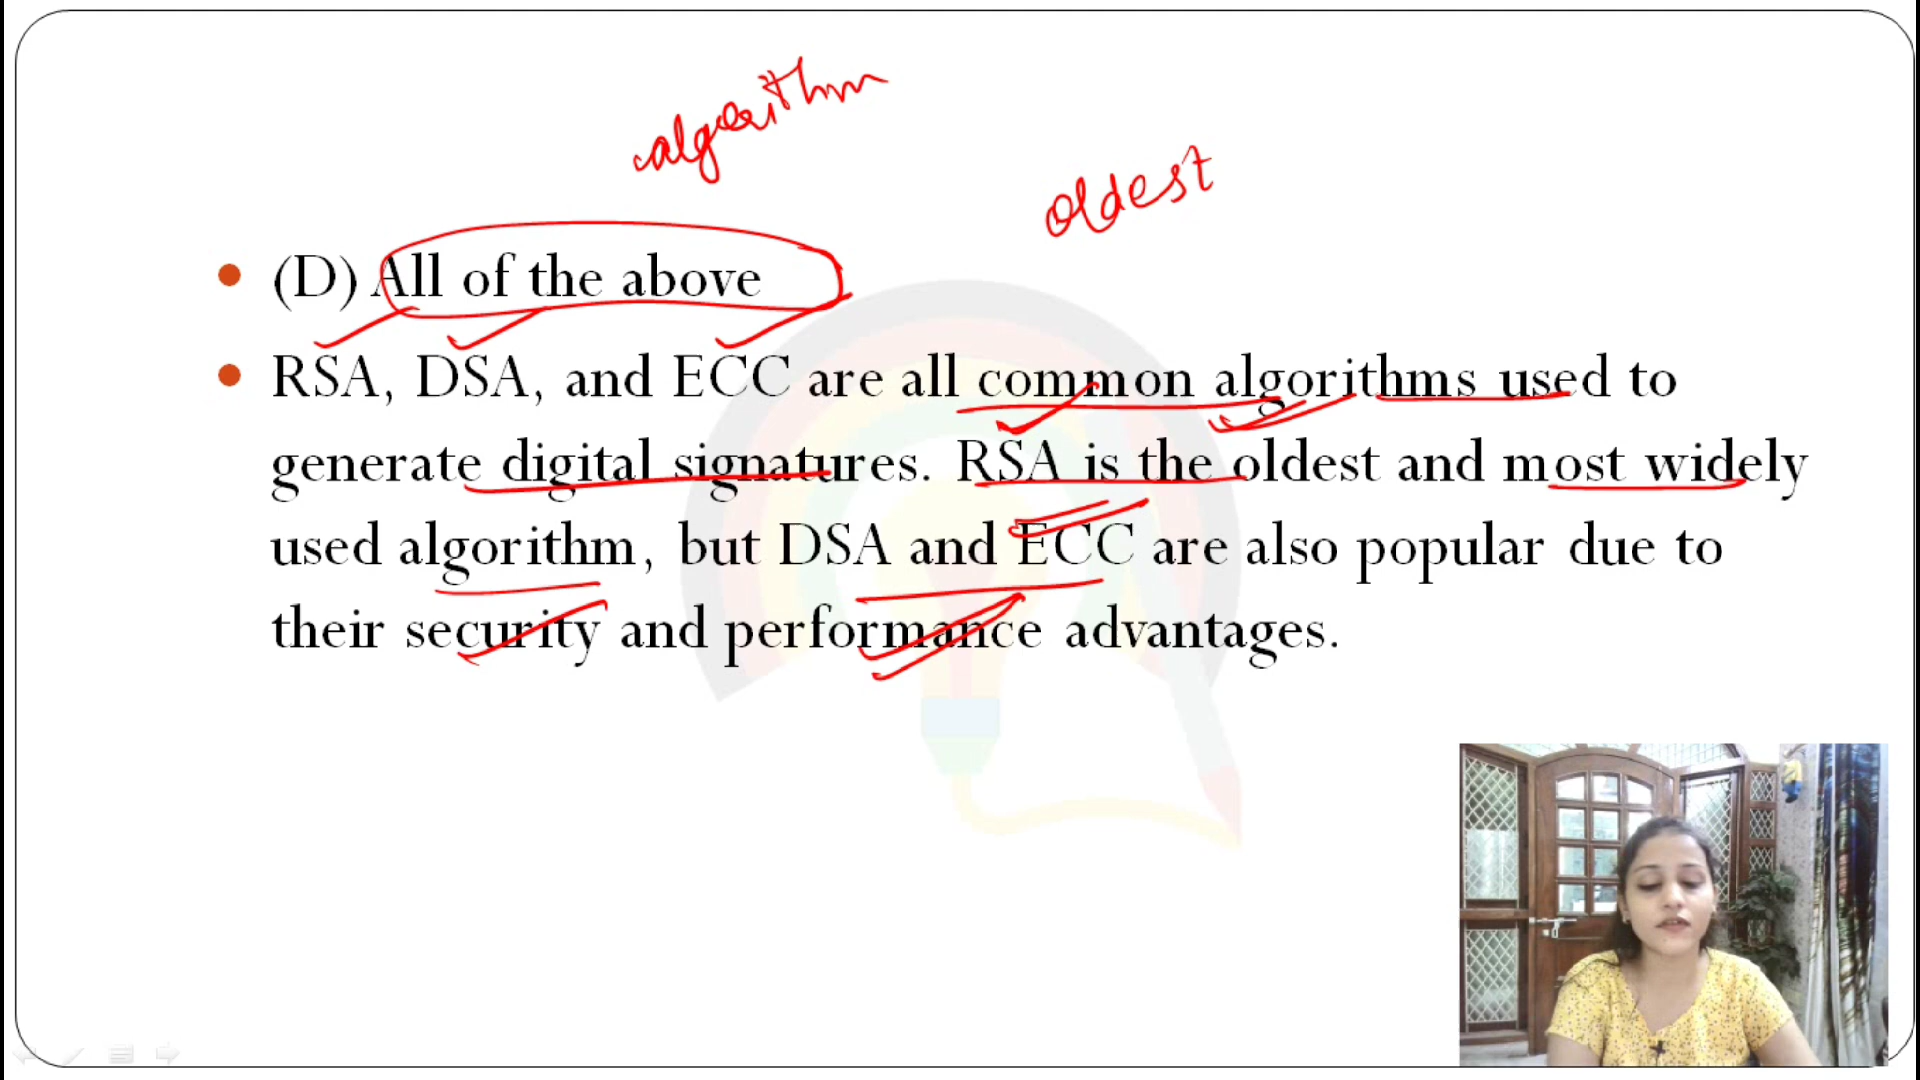 algorithm
oldest
(D) All of the above
RSA, DSA, and ECC are all common algorithms used to
generate digital signatures. RSA is the oldest and most widely
used algorithm, but DSA and ECC are also popular due to
their security and performance advantages.